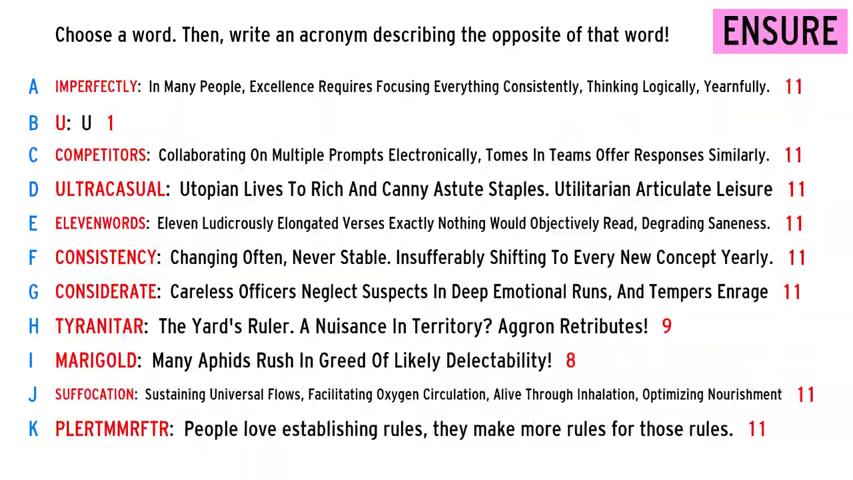 Choose a word. Then, write an acronym describing the opposite of that word!
ENSURE
A IMPERFECTLY: In Many People, Excellence Requires Focusing Everything Consistently, Thinking Logically, Yearnfully. 11
B U: U 1
C COMPETITORS: Collaborating On Multiple Prompts Electronically, Tomes In Teams Offer Responses Similarly. 11
D ULTRACASUAL: Utopian Lives To Rich And Canny Astute Staples. Utilitarian Articulate Leisure 11
E ELEVENWORDS: Eleven Ludicrously Elongated Verses Exactly Nothing Would Objectively Read, Degrading Saneness. 11
F CONSISTENCY: Changing Often, Never Stable. Insufferably Shifting To Every New Concept Yearly. 11
G CONSIDERATE: Careless Officers Neglect Suspects In Deep Emotional Runs, And Tempers Enrage 11
H TYRANITAR: The Yard's Ruler. A Nuisance In Territory? Aggron Retributes! 9
I MARIGOLD: Many Aphids Rush In Greed Of Likely Delectability! 8
J SUFFOCATION: Sustaining Universal Flows, Facilitating Oxygen Circulation, Alive Through Inhalation, Optimizing Nourishment 11
K PLERTMMRFTR: People love establishing rules, they make more rules for those rules. 11